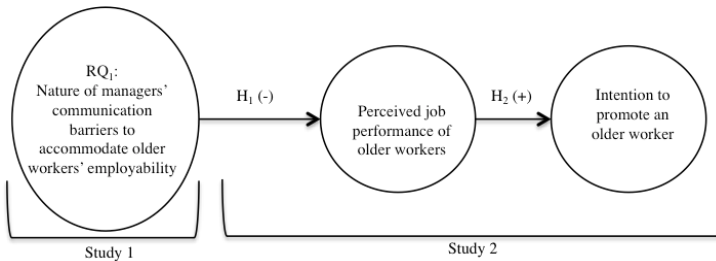 RQ1:
Nature of managers'
communication
barriers to
accommodate older
workers' employability
H1 (-)
Perceived job
performance of
older workers
H2 (+)
Intention to
promote an
older worker
Study 1
Study 2